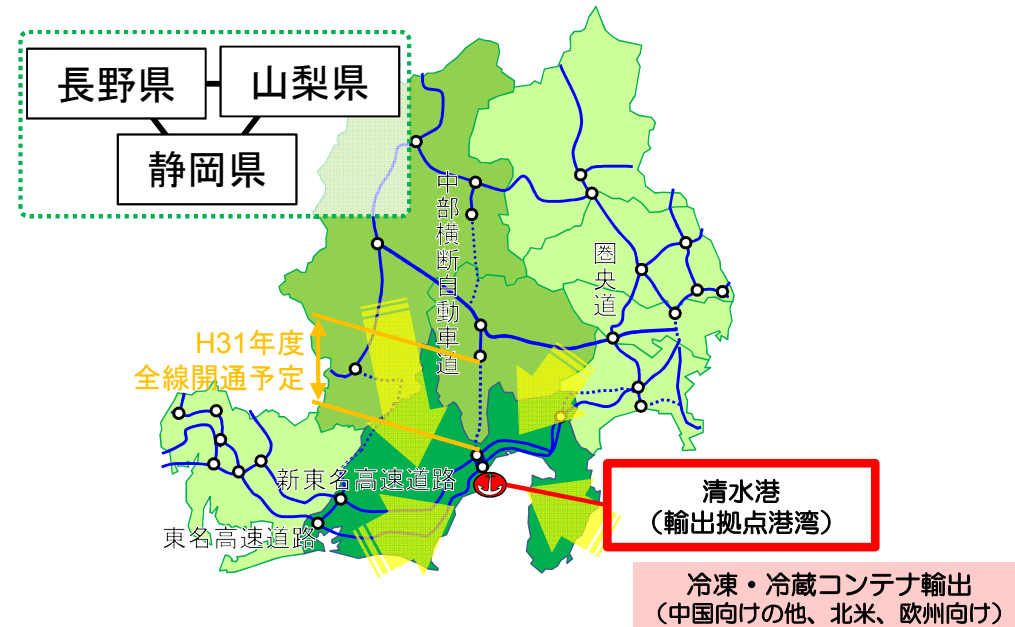 長野県
山梨県
静岡県
中部横断自動車道
圏央道
H31年度
全線開通予定
新東名高速道路
東名高速道路
清水港
（輸出拠点港湾）
冷凍・冷蔵コンテナ輸出
（中国向けの他、北米、欧州向け）